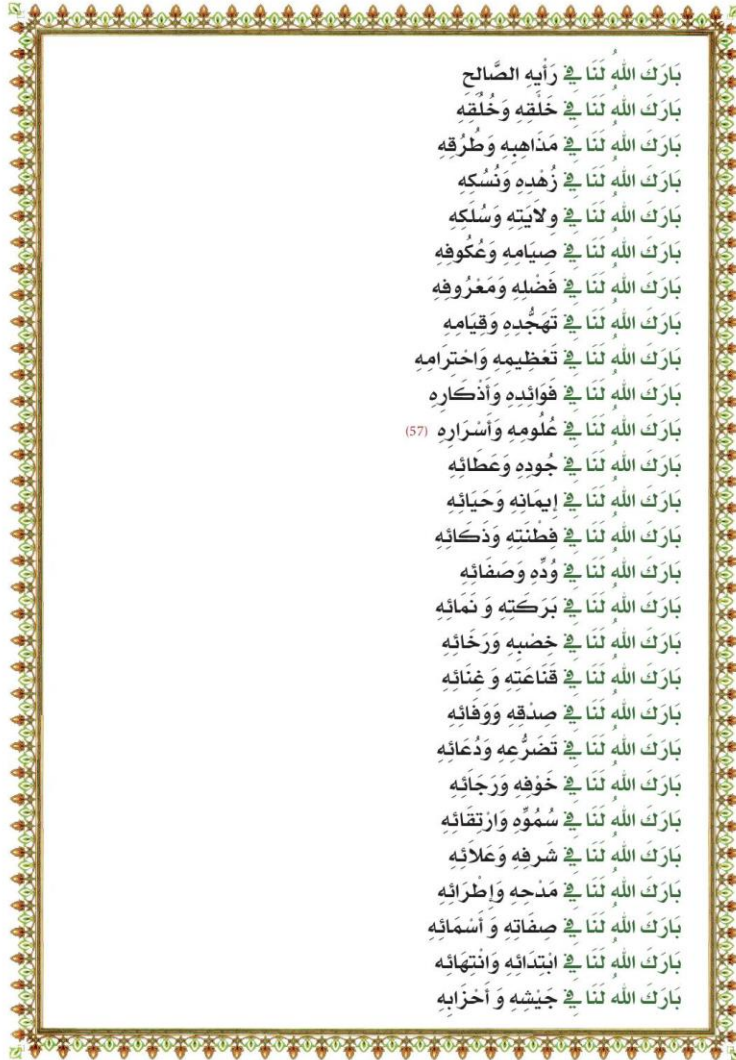 بَارَكَ اللهُ لَنَا فِي رَأْيِهِ الصَّالِحِ
بَارَكَ اللهُ لَنَا فِي خَلْقِهِ وَخُلُقِهِ
بَارَكَ اللهُ لَنَا فِي مَذَاهِبِهِ وَطُرُقِهِ
بَارَكَ اللهُ لَنَا فِي زُهْدِهِ وَنُسُكِهِ
بَارَكَ اللهُ لَنَا فِي وِلاَيَتِهِ وَسُلَكِهِ
بَارَكَ اللهُ لَنَا فِي صِيَامِهِ وَعُكُوفِهِ
بَارَكَ اللهُ لَنَا فِي فَضْلِهِ وَمَعْرُوفِهِ
بَارَكَ اللهُ لَنَا فِي تَهَجُّدِهِ وَقِيَامِهِ
بَارَكَ اللهُ لَنَا فِي تَعْظِيمِهِ وَاحْتِرَامِهِ
بَارَكَ اللهُ لَنَا فِي فَوَائِدِهِ وَأَذْكَارِهِ
بَارَكَ اللهُ لَنَا فِي عُلُومِهِ وَأَسْرَارِهِ (57)
بَارَكَ اللهُ لَنَا فِي جُودِهِ وَعَطَائِهِ
بَارَكَ اللهُ لَنَا فِي إِيمَانِهِ وَحَيَائِهِ
بَارَكَ اللهُ لَنَا فِي فِطْنَتِهِ وَذَكَائِهِ
بَارَكَ اللهُ لَنَا فِي وُدِّهِ وَصَفَائِهِ
بَارَكَ اللهُ لَنَا فِي بَرَكَتِهِ وَ نَمَائِهِ
بَارَكَ اللهُ لَنَا فِي خِصْبِهِ وَرَخَائِهِ
بَارَكَ اللهُ لَنَا فِي قَنَاعَتِهِ وَ غِنَائِهِ
بَارَكَ اللهُ لَنَا فِي صِدْقِهِ وَوَفَائِهِ
بَارَكَ اللهُ لَنَا فِي تَضَرُّعِهِ وَدُعَائِهِ
بَارَكَ اللهُ لَنَا فِي خَوْفِهِ وَرَجَائِهِ
بَارَكَ اللهُ لَنَا فِي سُمُوِّهِ وَارْتِقَائِهِ
بَارَكَ اللهُ لَنَا فِي شَرَفِهِ وَعَلاَئِهِ
بَارَكَ اللهُ لَنَا فِي مَدْحِهِ وَإِطْرَائِهِ
بَارَكَ اللهُ لَنَا فِي صِفَاتِهِ وَ أَسْمَائِهِ
بَارَكَ اللهُ لَنَا فِي ابْتِدَائِهِ وَانْتِهَائِهِ
بَارَكَ اللهُ لَنَا فِي جَيْشِهِ وَ أَحْزَابِهِ